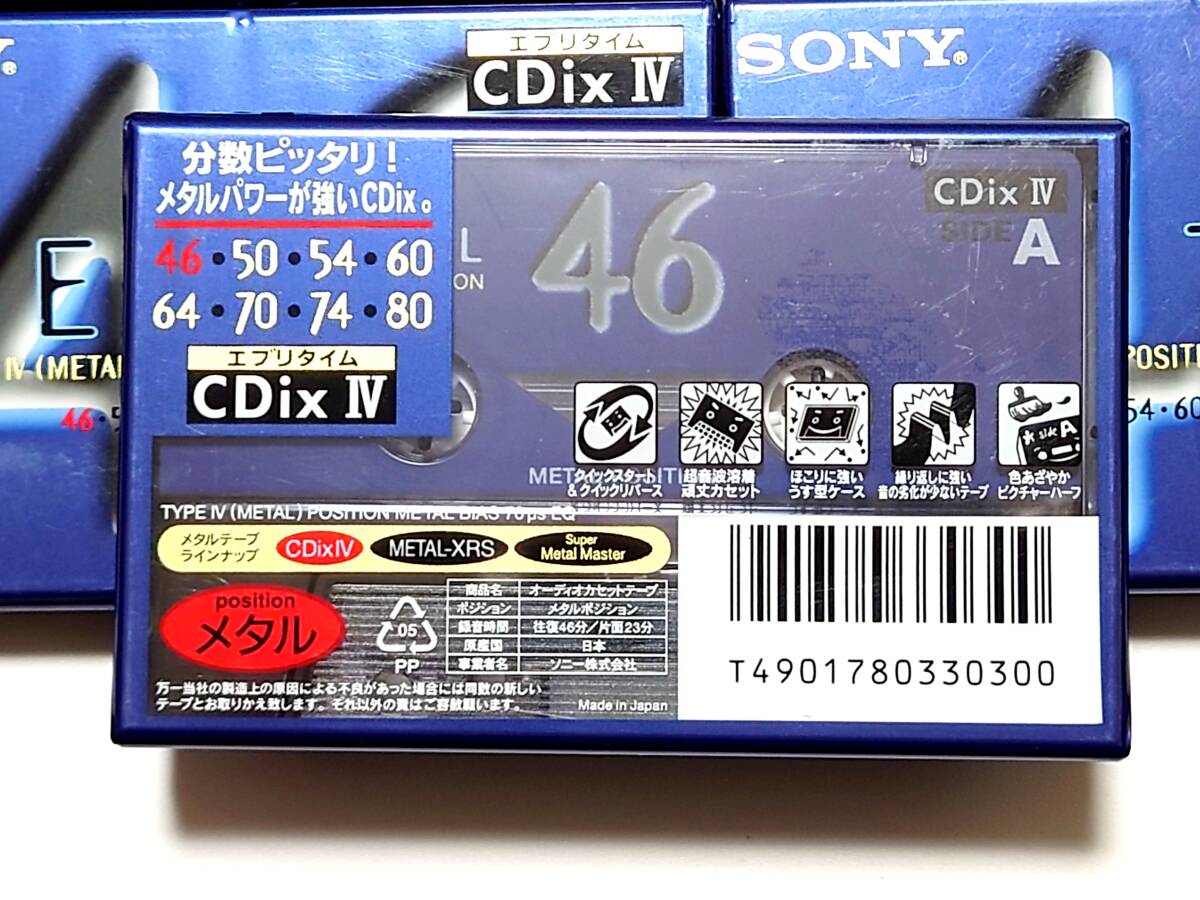 エブリタイム
CDix Ⅳ
SONY®
分数ピッタリ!
メタルパワーが強いCDix。
46・50・54・60
64・70・74・80
エブリタイム
CDix Ⅳ
46
CDix Ⅳ
SIDE A
E
Ⅳ (METAL
46
POSITI
54・60
クイックスタート
&クイックリバース
超音波溶着
頑丈カセット
ほこりに強い
うす型ケース
繰り返しに強い
音の劣化が少ないテープ
色あざやか
ピクチャーハーフ
TYPE Ⅳ (METAL) POSITION METAL BIAS 70μs EQ
メタルテープ
ラインナップ
CDixⅣ
METAL-XRS
Super
Metal Master
position
メタル
05
PP
商品名 オーディオカセットテープ
ポジション メタルポジション
録音時間 往復46分/片面23分
原産国 日本
事業者名 ソニー株式会社
万一当社の製造上の原因による不良があった場合には同数の新しい
テープとお取りかえ致します。それ以外の責はご容赦願います。
Made in Japan
T4901780330300